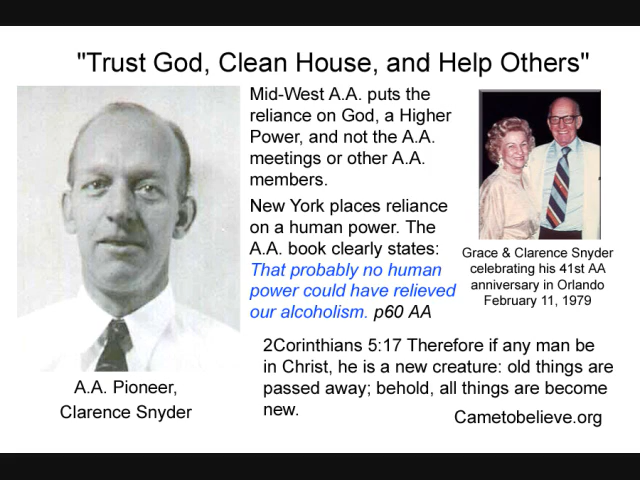 "Trust God, Clean House, and Help Others"
Mid-West A.A. puts the
reliance on God, a Higher
Power, and not the A.A.
meetings or other A.A.
members.
New York places reliance
on a human power. The
A.A. book clearly states:
That probably no human
power could have relieved
our alcoholism. p60 AA
Grace & Clarence Snyder
celebrating his 41st AA
anniversary in Orlando
February 11, 1979
2Corinthians 5:17 Therefore if any man be
in Christ, he is a new creature: old things are
passed away; behold, all things are become
new.
A.A. Pioneer,
Clarence Snyder
Cametobelieve.org